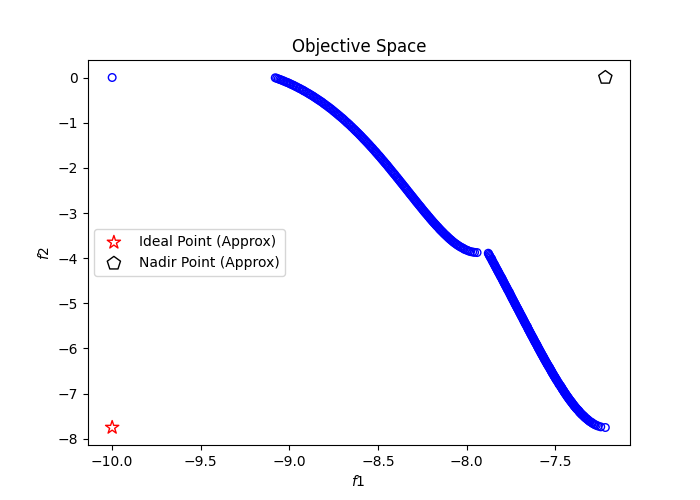 Objective Space
0
−1
−2
−3
−4
−5
−6
−7
−8
f2
Ideal Point (Approx)
Nadir Point (Approx)
−10.0 −9.5 −9.0 −8.5 −8.0 −7.5
f1